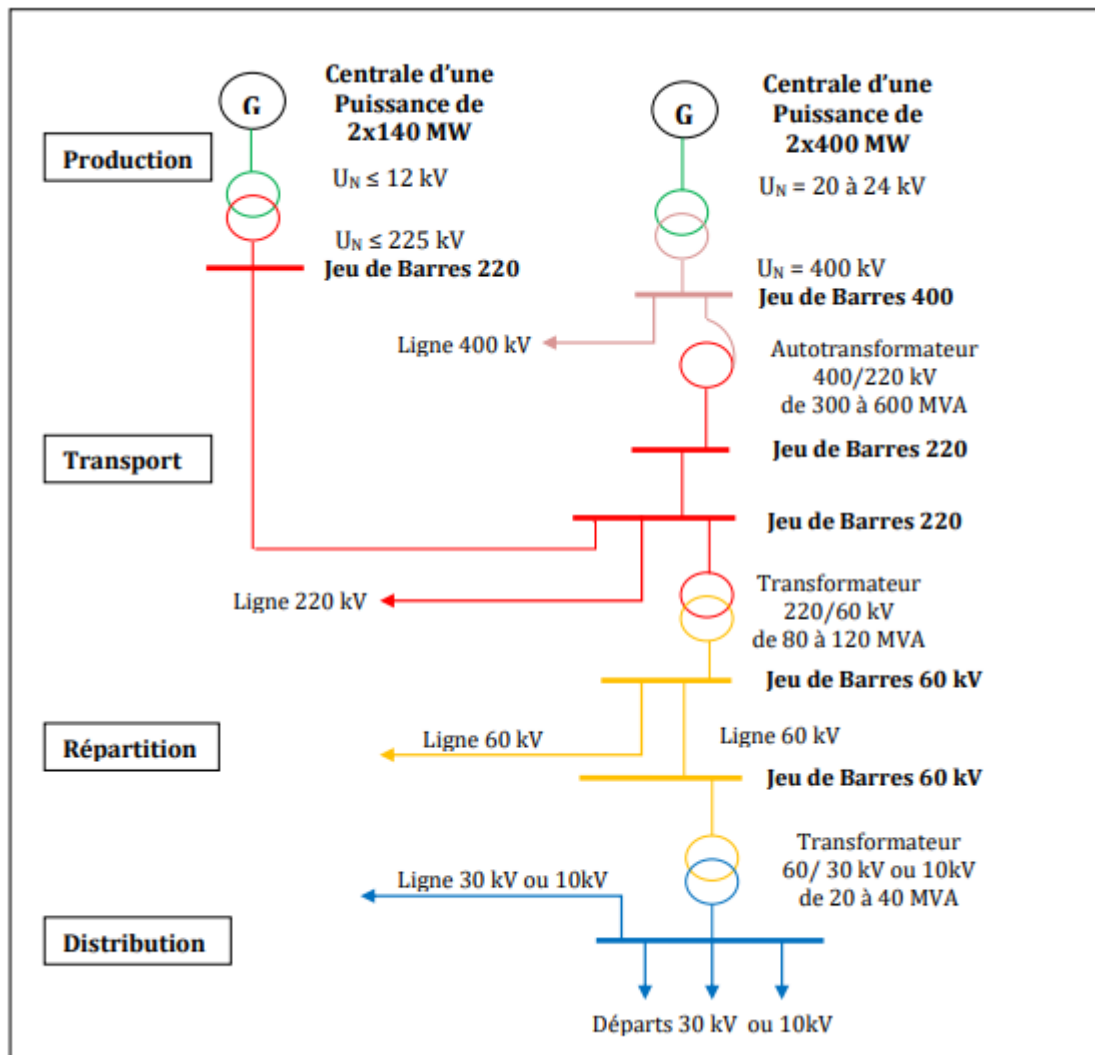 G
Centrale d'une
Puissance de
2x140 MW
G
Centrale d'une
Puissance de
2x400 MW
Production
U_N ≤ 12 kV
U_N = 20 à 24 kV
U_N ≤ 225 kV
Jeu de Barres 220
U_N = 400 kV
Jeu de Barres 400
Ligne 400 kV
Autotransformateur
400/220 kV
de 300 à 600 MVA
Transport
Jeu de Barres 220
Jeu de Barres 220
Ligne 220 kV
Transformateur
220/60 kV
de 80 à 120 MVA
Jeu de Barres 60 kV
Répartition
Ligne 60 kV
Ligne 60 kV
Jeu de Barres 60 kV
Transformateur
60/ 30 kV ou 10kV
de 20 à 40 MVA
Ligne 30 kV ou 10kV
Distribution
Départs 30 kV ou 10kV